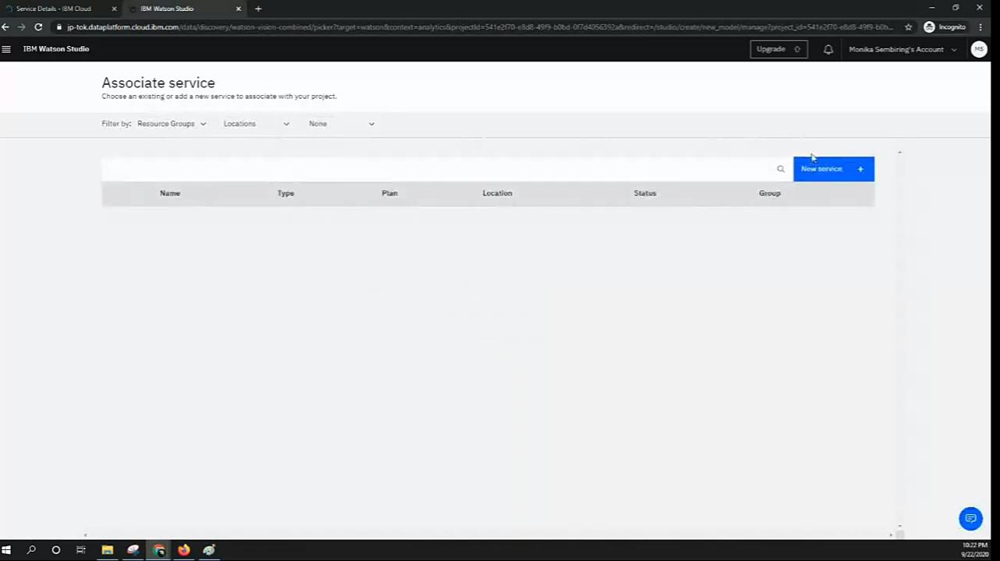 Service Details - IBM Cloud
IBM Watson Studio
jp-tok.dataplatform.cloud.ibm.com/data/discovery/watson-vision-combined/picker?target=watson&context=analytics&projectId=541e2f70-e8d8-49f9-b0bd-0f7d4056392a&redirect=/studio/create/new_model/manage?project_id=541e2f70-e8d8-49f9-b0...
Incognito
IBM Watson Studio
Upgrade
Monika Sembiring's Account
MS
Associate service
Choose an existing or add a new service to associate with your project.
Filter by: Resource Groups Locations None
New service +
Name Type Plan Location Status Group
10:22 PM
9/22/2020